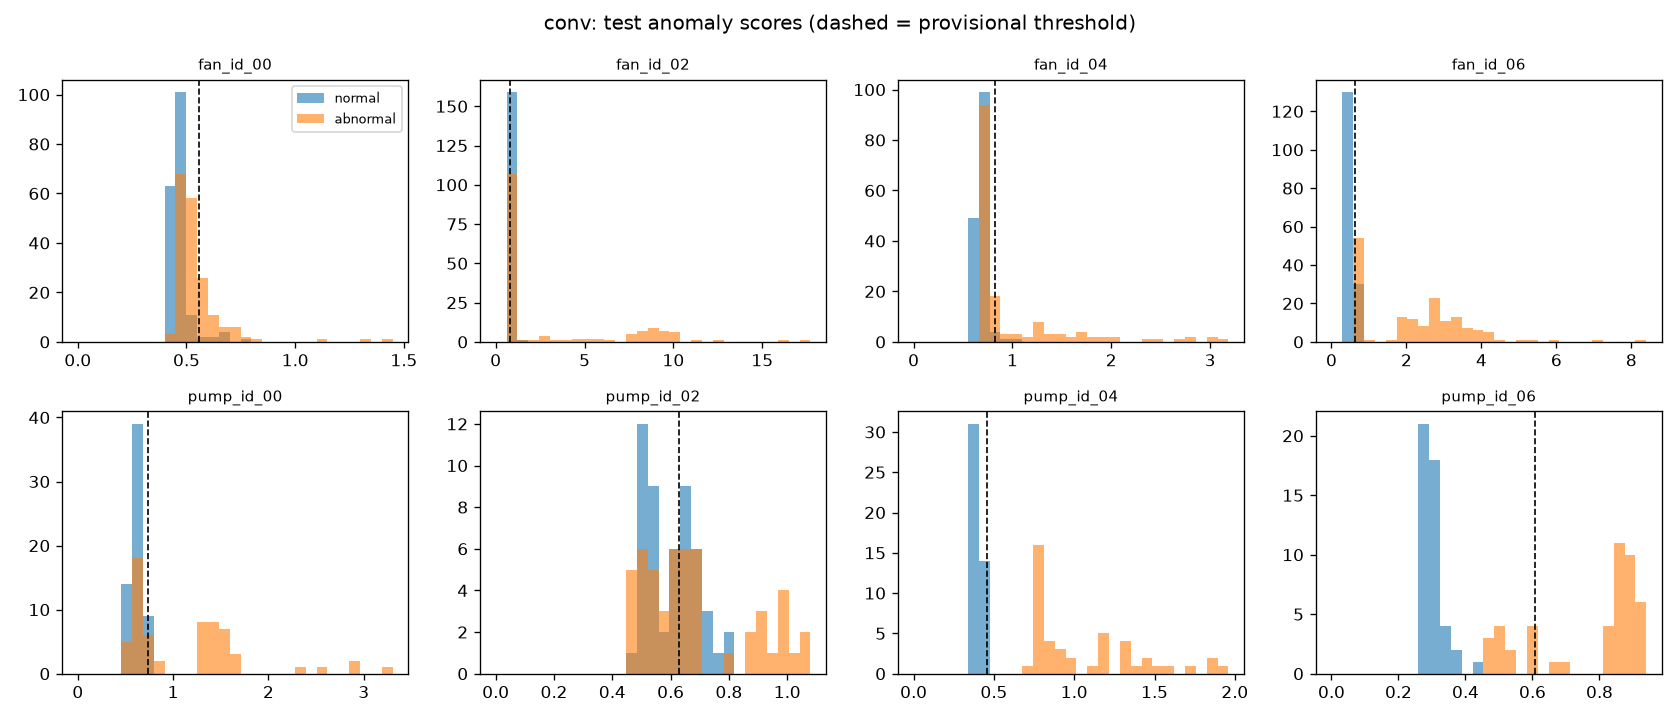 conv: test anomaly scores (dashed = provisional threshold)
fan_id_00
fan_id_02
fan_id_04
fan_id_06
100
80
60
40
20
0
normal
abnormal
0.0 0.5 1.0 1.5
150
125
100
75
50
25
0
0 5 10 15
100
80
60
40
20
0
0 1 2 3
120
100
80
60
40
20
0
0 2 4 6 8
pump_id_00
pump_id_02
pump_id_04
pump_id_06
40
30
20
10
0
0 1 2 3
12
10
8
6
4
2
0
0.0 0.2 0.4 0.6 0.8 1.0
30
25
20
15
10
5
0
0.0 0.5 1.0 1.5 2.0
20
15
10
5
0
0.0 0.2 0.4 0.6 0.8